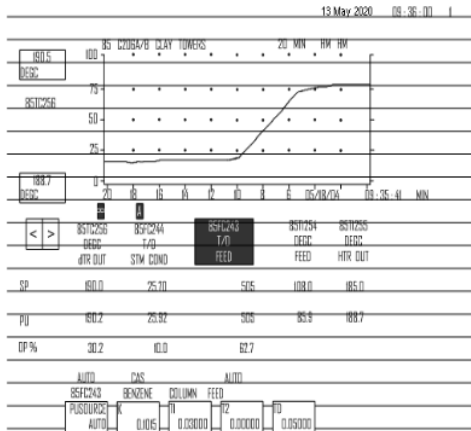 13 May 2020 09:36:00 1
190.5 100 85 C206A/B CLAY TOWERS 20 MIN HM HM
DEGC
75
85TC256
50
25
188.7 0
DEGC 20 18 16 14 12 10 8 6 05/18/04 09:35:41 MIN
A
< > 85TC256 85FC244 85FC243 85TI254 85TI255
DEGC T/D T/D DEGC DEGC
dTR OUT STM COND FEED FEED HTR OUT
SP 190.0 25.70 505 108.0 185.0
PU 190.2 25.92 505 85.9 188.7
OP % 30.2 10.0 62.7
AUTO CAS AUTO
85FC243 BENZENE COLUMN FEED
PUSOURCE K T1 T2 TD
AUTO 0.1015 0.03000 0.00000 0.05000